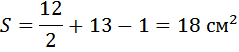 S = 12/2 + 13 − 1 = 18 см²